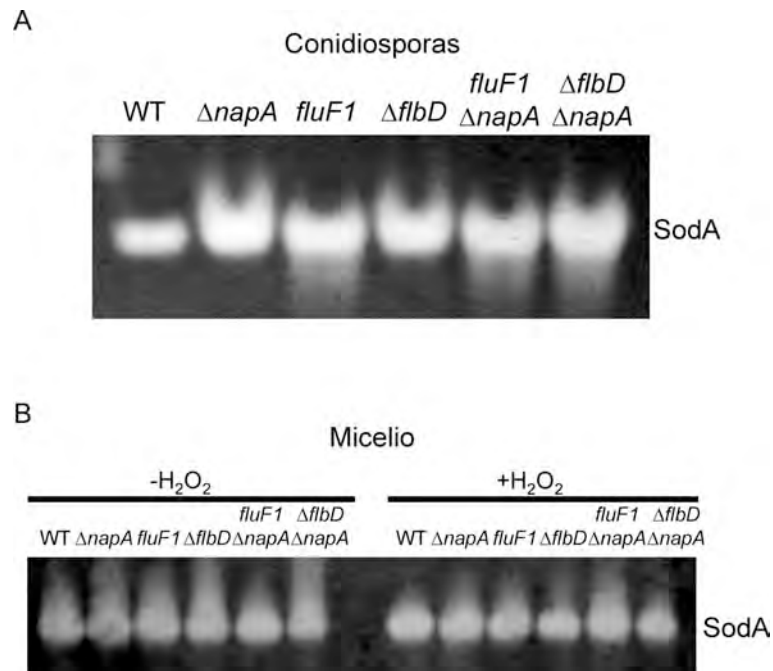 A
Conidiosporas
WT ΔnapA fluF1 ΔflbD fluF1 ΔnapA ΔflbD ΔnapA
SodA
B
Micelio
-H₂O₂ +H₂O₂
WT ΔnapA fluF1 ΔflbD fluF1 ΔnapA ΔflbD ΔnapA WT ΔnapA fluF1 ΔflbD fluF1 ΔnapA ΔflbD ΔnapA
SodA